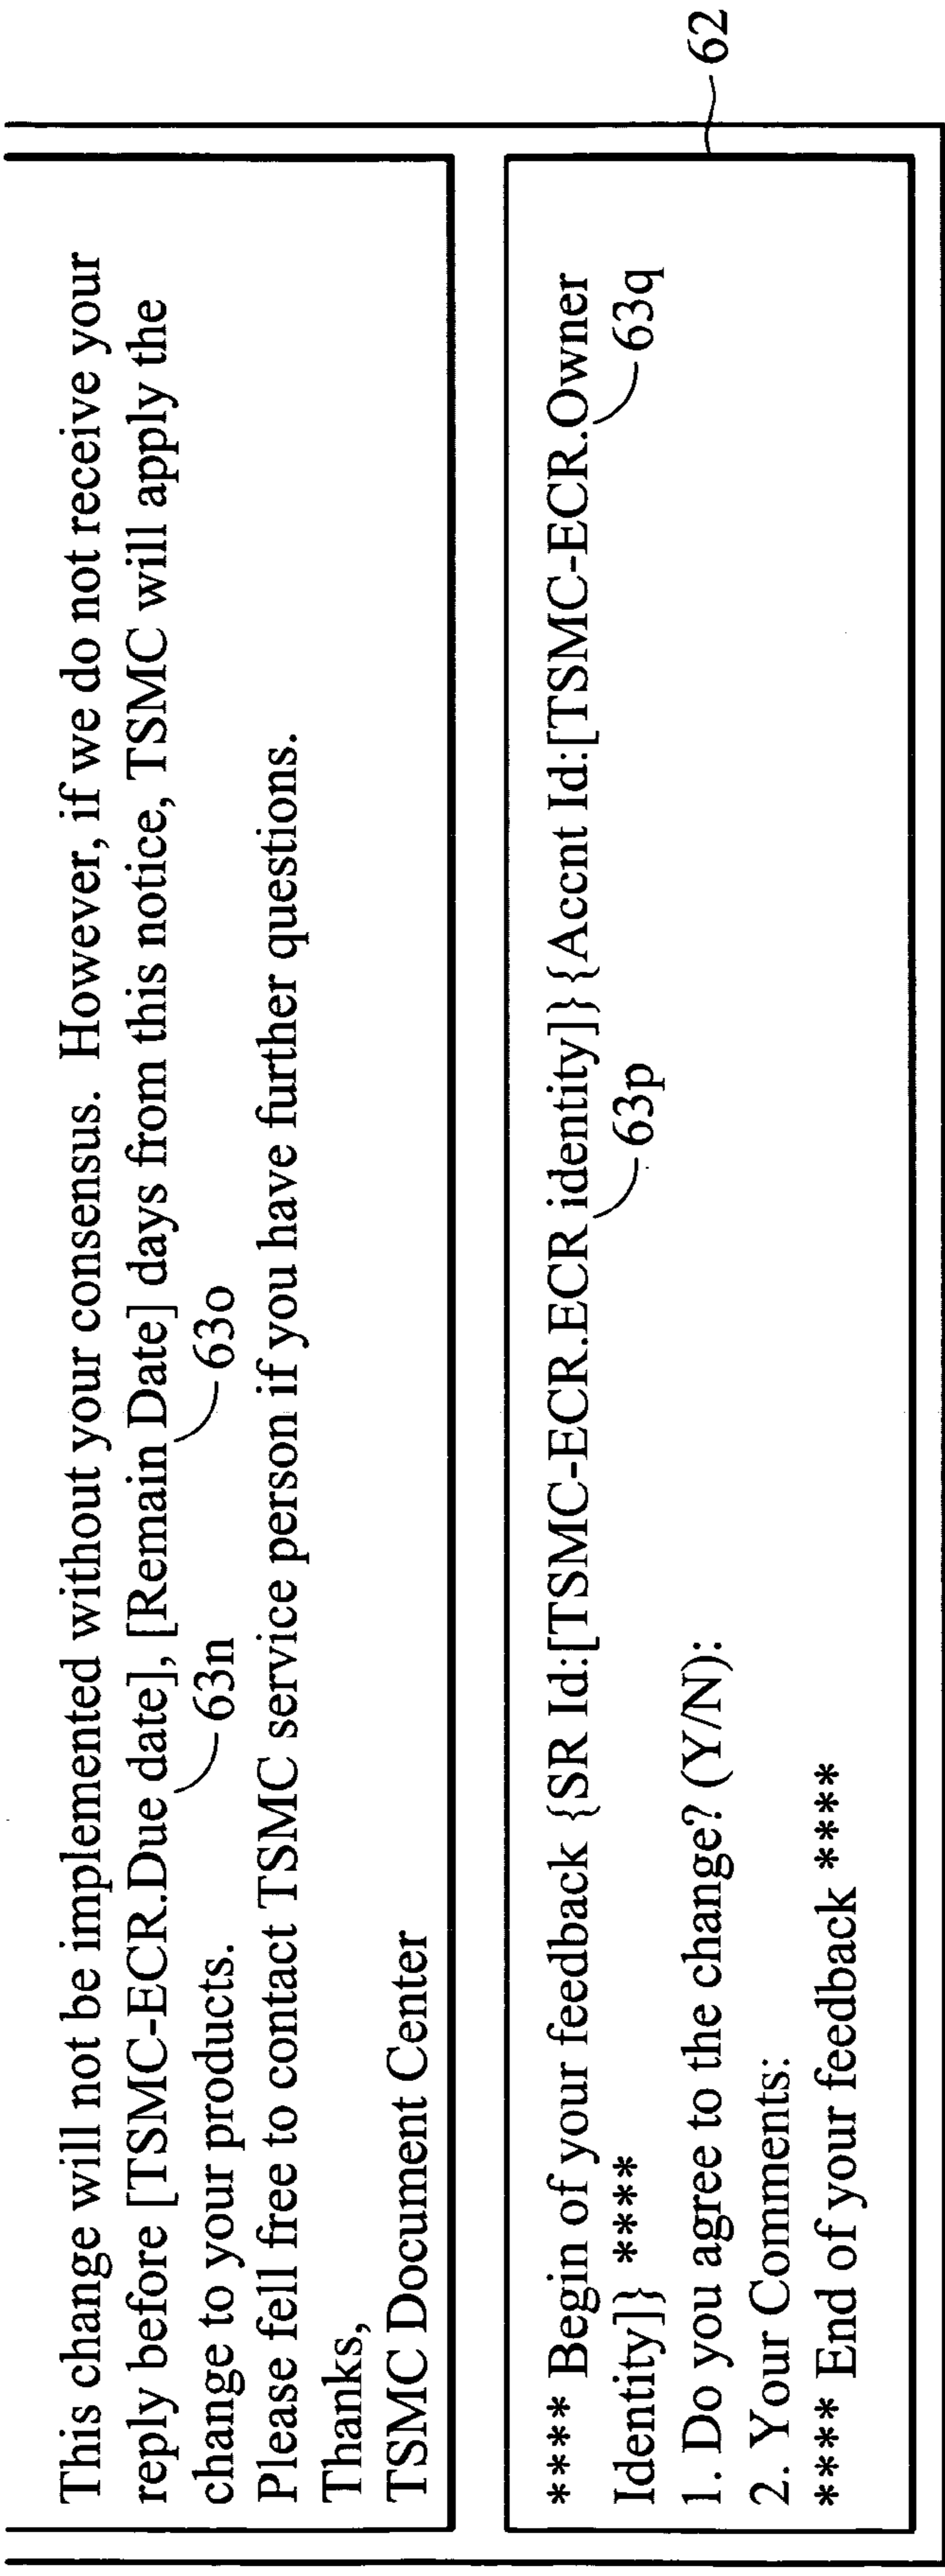 This change will not be implemented without your consensus. However, if we do not receive your
reply before [TSMC-ECR.Due date], [Remain Date] days from this notice, TSMC will apply the
63n
63o
change to your products.
Please fell free to contact TSMC service person if you have further questions.
Thanks,
TSMC Document Center
62
**** Begin of your feedback {SR Id:[TSMC-ECR.ECR identity]} {Accnt Id:[TSMC-ECR.Owner
63p
63q
Identity]} ****
1. Do you agree to the change? (Y/N):
2. Your Comments:
**** End of your feedback ****